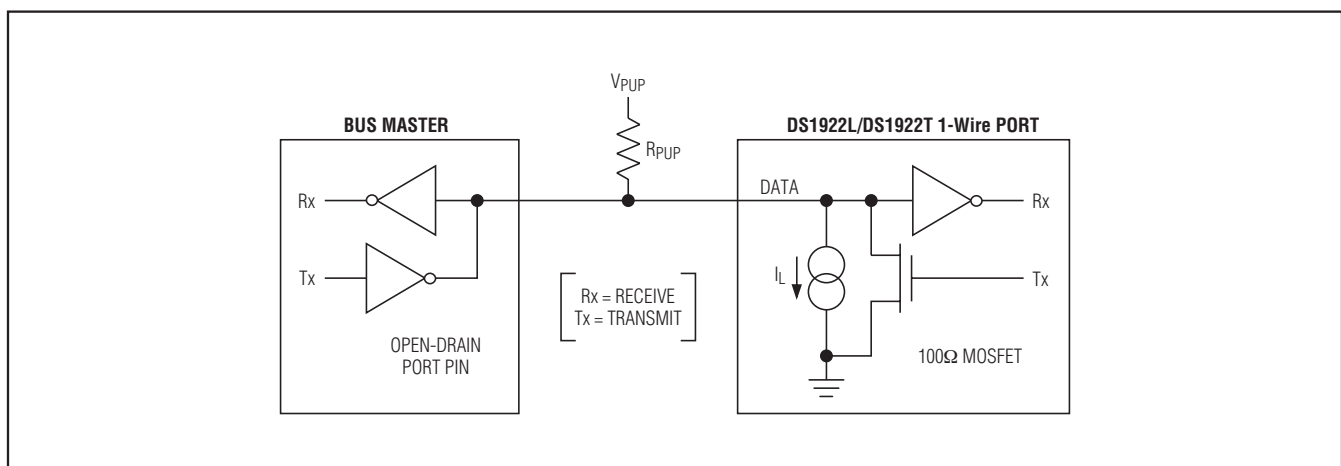 VPUP
BUS MASTER
DS1922L/DS1922T 1-Wire PORT
RPUP
DATA
Rx
Rx
IL
Tx
Tx
Rx = RECEIVE
Tx = TRANSMIT
OPEN-DRAIN
PORT PIN
100Ω MOSFET